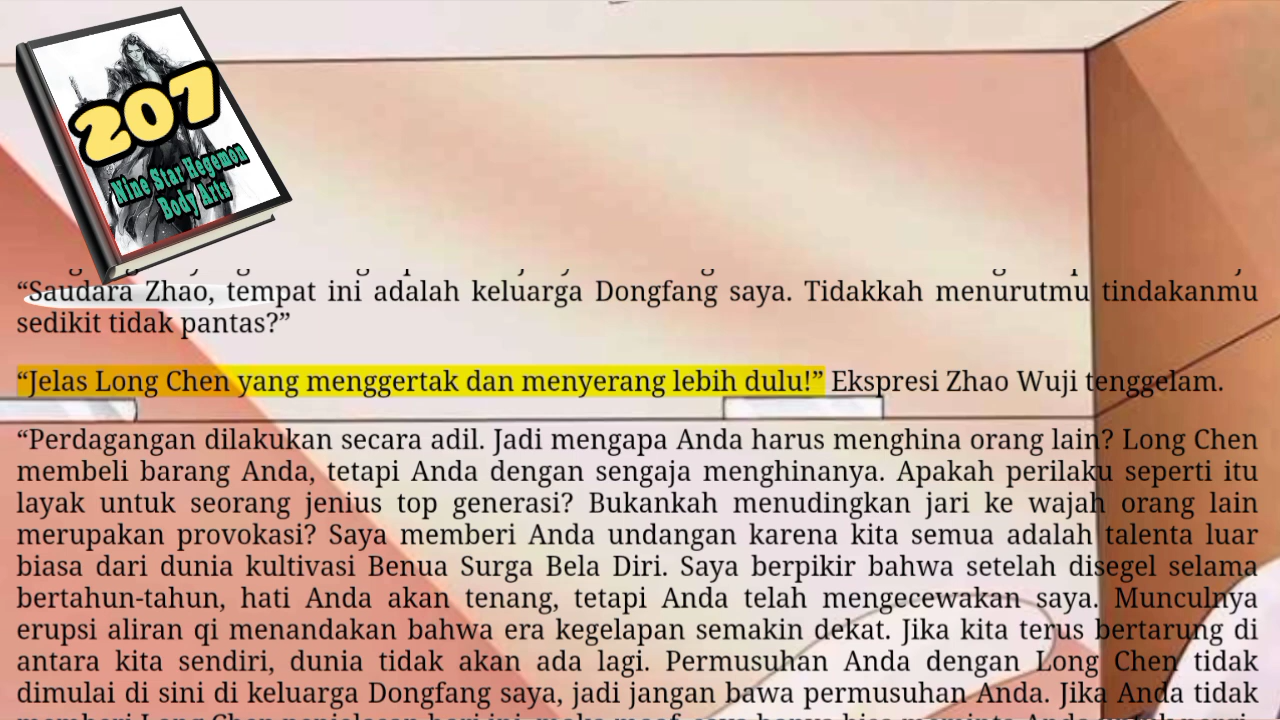 207
Nine Star Hegemon
Body Arts
“Saudara Zhao, tempat ini adalah keluarga Dongfang saya. Tidakkah menurutmu tindakanmu
sedikit tidak pantas?”
“Jelas Long Chen yang menggertak dan menyerang lebih dulu!” Ekspresi Zhao Wuji tenggelam.
“Perdagangan dilakukan secara adil. Jadi mengapa Anda harus menghina orang lain? Long Chen
membeli barang Anda, tetapi Anda dengan sengaja menghinanya. Apakah perilaku seperti itu
layak untuk seorang jenius top generasi? Bukankah menudingkan jari ke wajah orang lain
merupakan provokasi? Saya memberi Anda undangan karena kita semua adalah talenta luar
biasa dari dunia kultivasi Benua Surga Bela Diri. Saya berpikir bahwa setelah disegel selama
bertahun-tahun, hati Anda akan tenang, tetapi Anda telah mengecewakan saya. Munculnya
erupsi aliran qi menandakan bahwa era kegelapan semakin dekat. Jika kita terus bertarung di
antara kita sendiri, dunia tidak akan ada lagi. Permusuhan Anda dengan Long Chen tidak
dimulai di sini di keluarga Dongfang saya, jadi jangan bawa permusuhan Anda. Jika Anda tidak